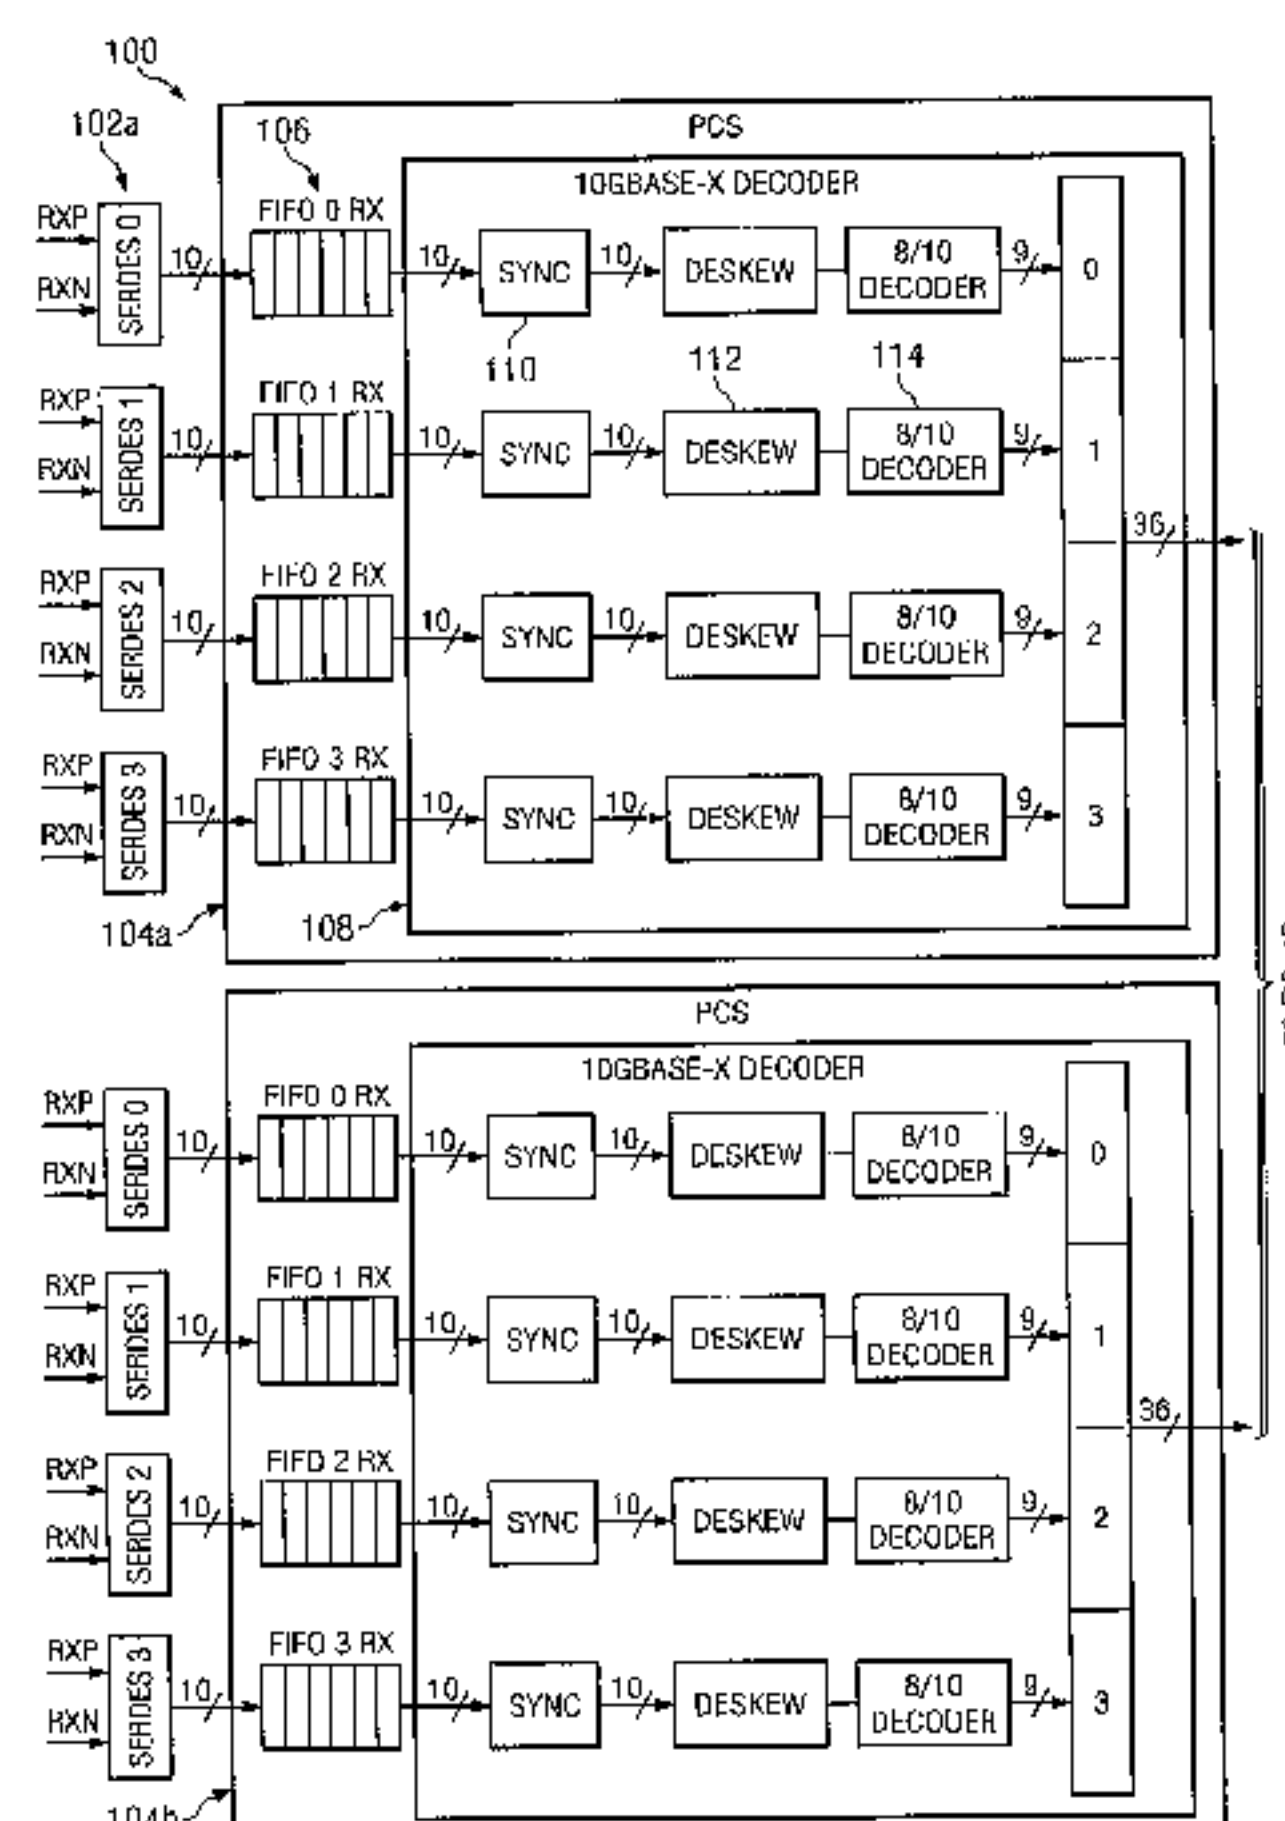 100
102a
106
PCS
10GBASE-X DECODER
FIFO 0 RX
RXP
RXN
SERDES 0
10
10
SYNC
10
DESKEW
8/10
DECODER
9
0
110
112
114
FIFO 1 RX
RXP
RXN
SERDES 1
10
10
SYNC
10
DESKEW
8/10
DECODER
9
1
36
FIFO 2 RX
RXP
RXN
SERDES 2
10
10
SYNC
10
DESKEW
8/10
DECODER
9
2
FIFO 3 RX
RXP
RXN
SERDES 3
10
10
SYNC
10
DESKEW
8/10
DECODER
9
3
104a
108
PCS
10GBASE-X DECODER
FIFO 0 RX
RXP
RXN
SERDES 0
10
10
SYNC
10
DESKEW
8/10
DECODER
9
0
FIFO 1 RX
RXP
RXN
SERDES 1
10
10
SYNC
10
DESKEW
8/10
DECODER
9
1
36
FIFO 2 RX
RXP
RXN
SERDES 2
10
10
SYNC
10
DESKEW
8/10
DECODER
9
2
FIFO 3 RX
RXP
RXN
SERDES 3
10
10
SYNC
10
DESKEW
8/10
DECODER
9
3
104b